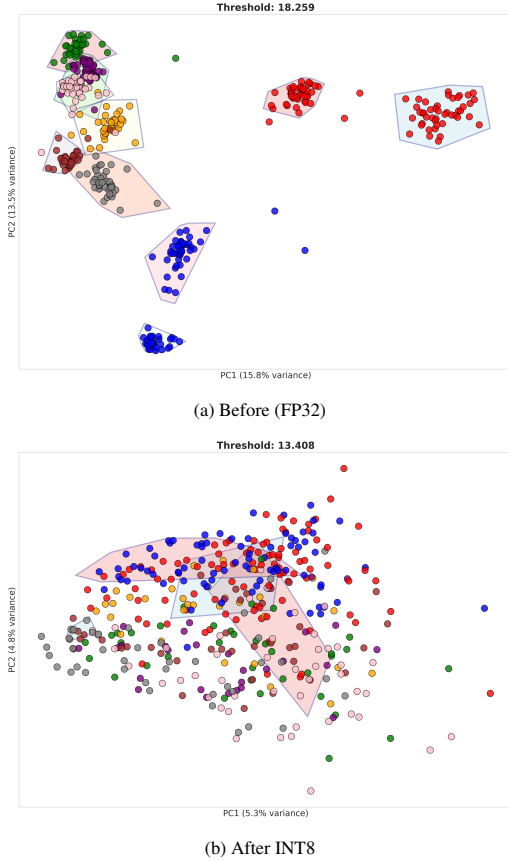 Threshold: 18.259
PC2 (13.5% variance)
PC1 (15.8% variance)
(a) Before (FP32)
Threshold: 13.408
PC2 (4.8% variance)
PC1 (5.3% variance)
(b) After INT8